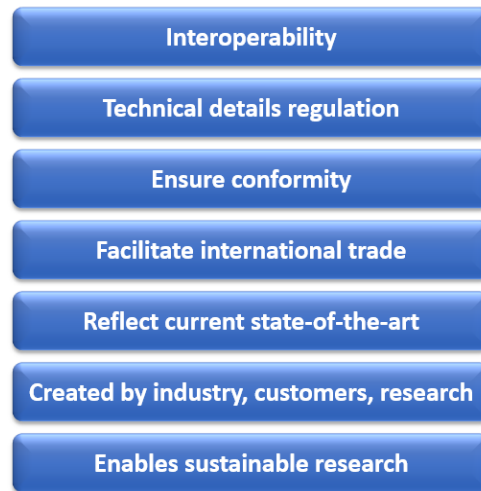 Interoperability
Technical details regulation
Ensure conformity
Facilitate international trade
Reflect current state-of-the-art
Created by industry, customers, research
Enables sustainable research